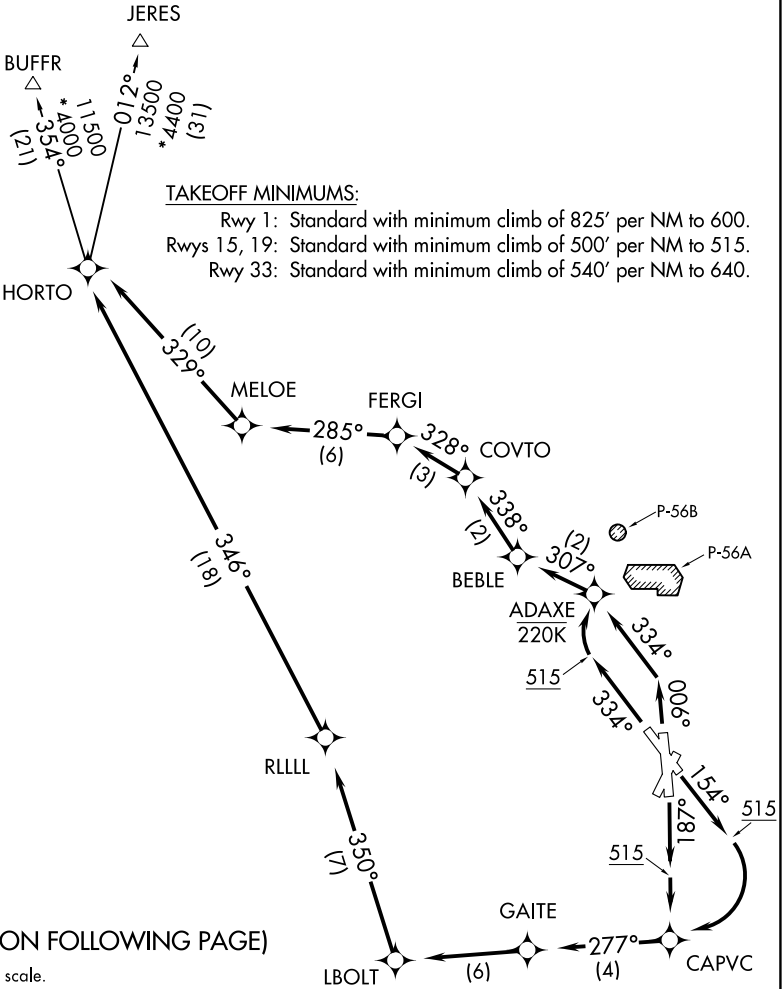 JERES
BUFFR
012°
13500
*4400
(31)
11500
*4000
354°
(21)
TAKEOFF MINIMUMS:
Rwy 1: Standard with minimum climb of 825' per NM to 600.
Rwys 15, 19: Standard with minimum climb of 500' per NM to 515.
Rwy 33: Standard with minimum climb of 540' per NM to 640.
HORTO
(10)
329°
MELOE
FERGI
285°
(6)
328°
(3)
COVTO
338°
(2)
P-56B
(2)
307°
P-56A
BEBLE
ADAXE
220K
346°
(18)
334°
515
334°
006°
RLLLL
154°
515
187°
350°
(7)
515
GAITE
ON FOLLOWING PAGE)
277°
(4)
CAPVC
(6)
LBOLT
scale.